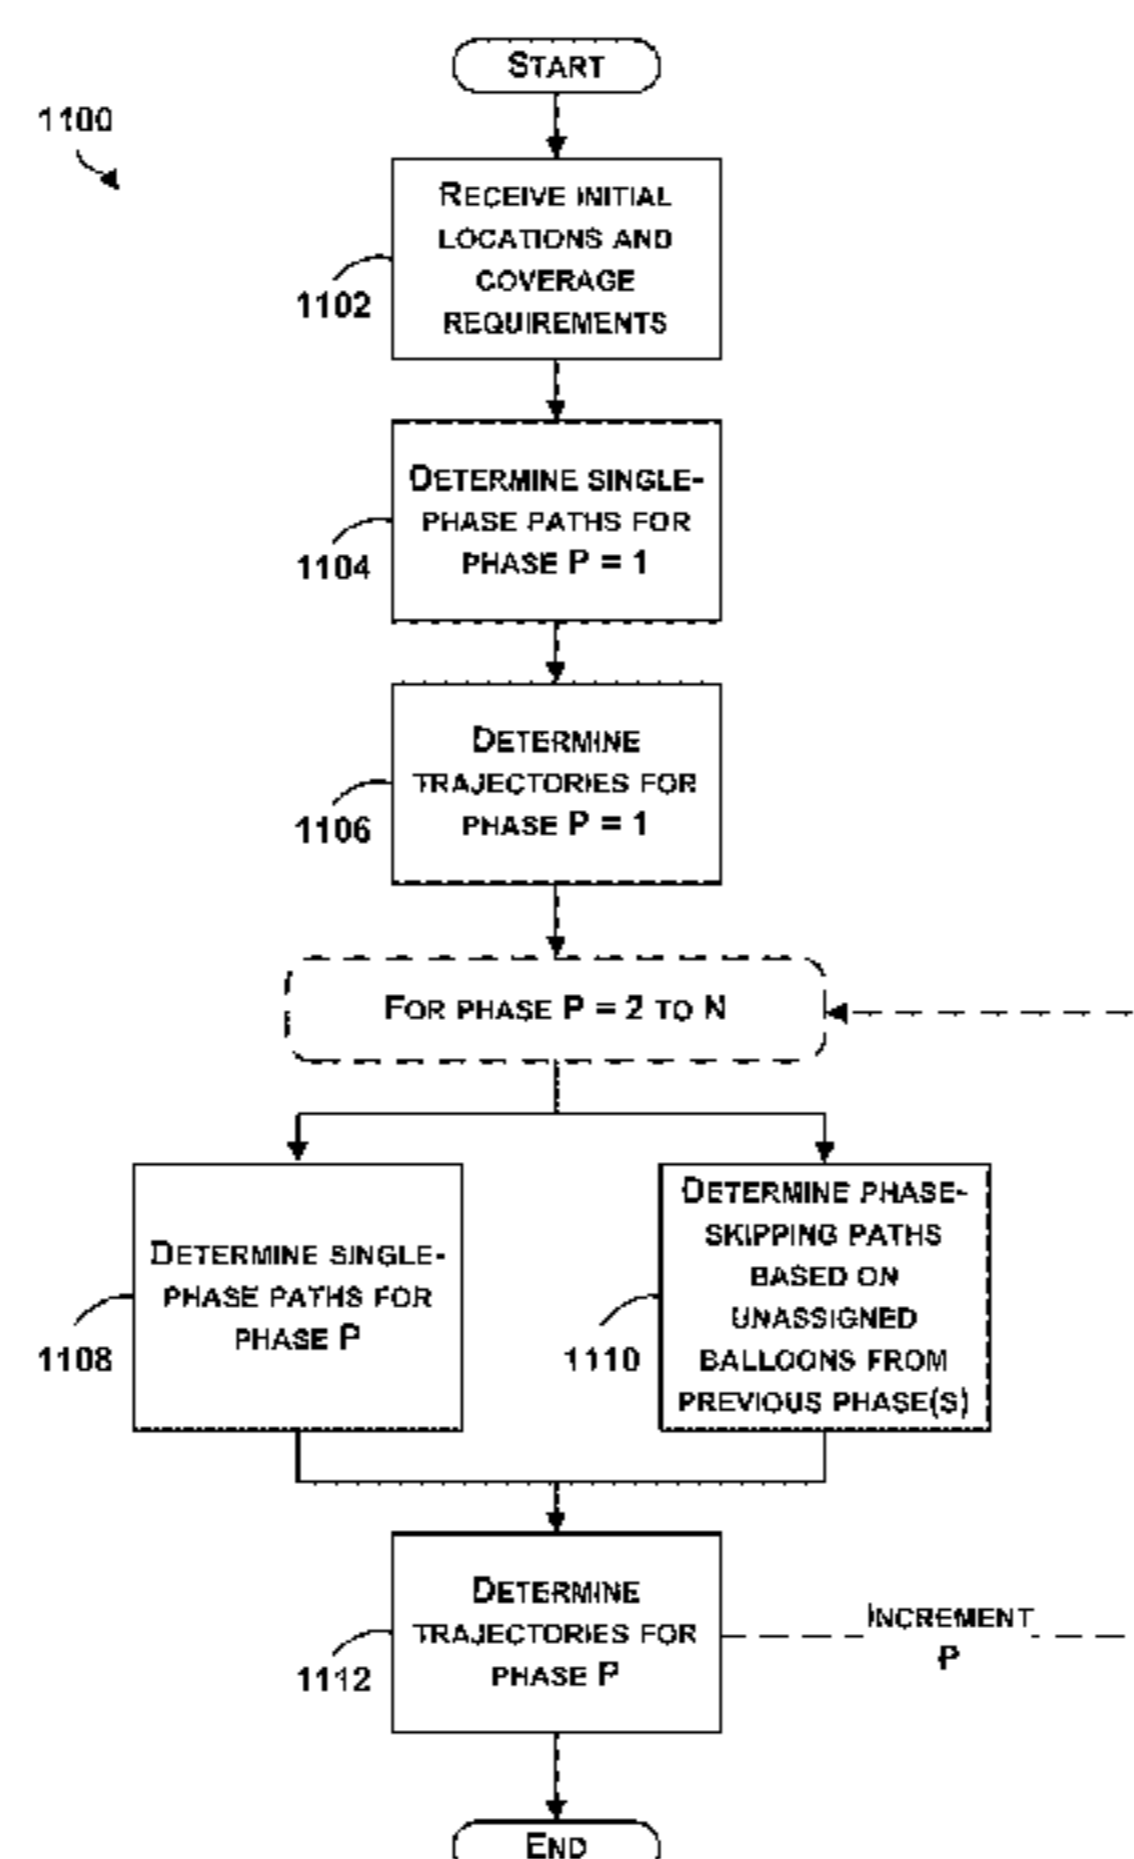 START
1100
RECEIVE INITIAL
LOCATIONS AND
COVERAGE
REQUIREMENTS
1102
DETERMINE SINGLE-
PHASE PATHS FOR
PHASE P = 1
1104
DETERMINE
TRAJECTORIES FOR
PHASE P = 1
1106
FOR PHASE P = 2 TO N
DETERMINE SINGLE-
PHASE PATHS FOR
PHASE P
1108
DETERMINE PHASE-
SKIPPING PATHS
BASED ON
UNASSIGNED
BALLOONS FROM
PREVIOUS PHASE(S)
1110
DETERMINE
TRAJECTORIES FOR
PHASE P
1112
INCREMENT
P
END